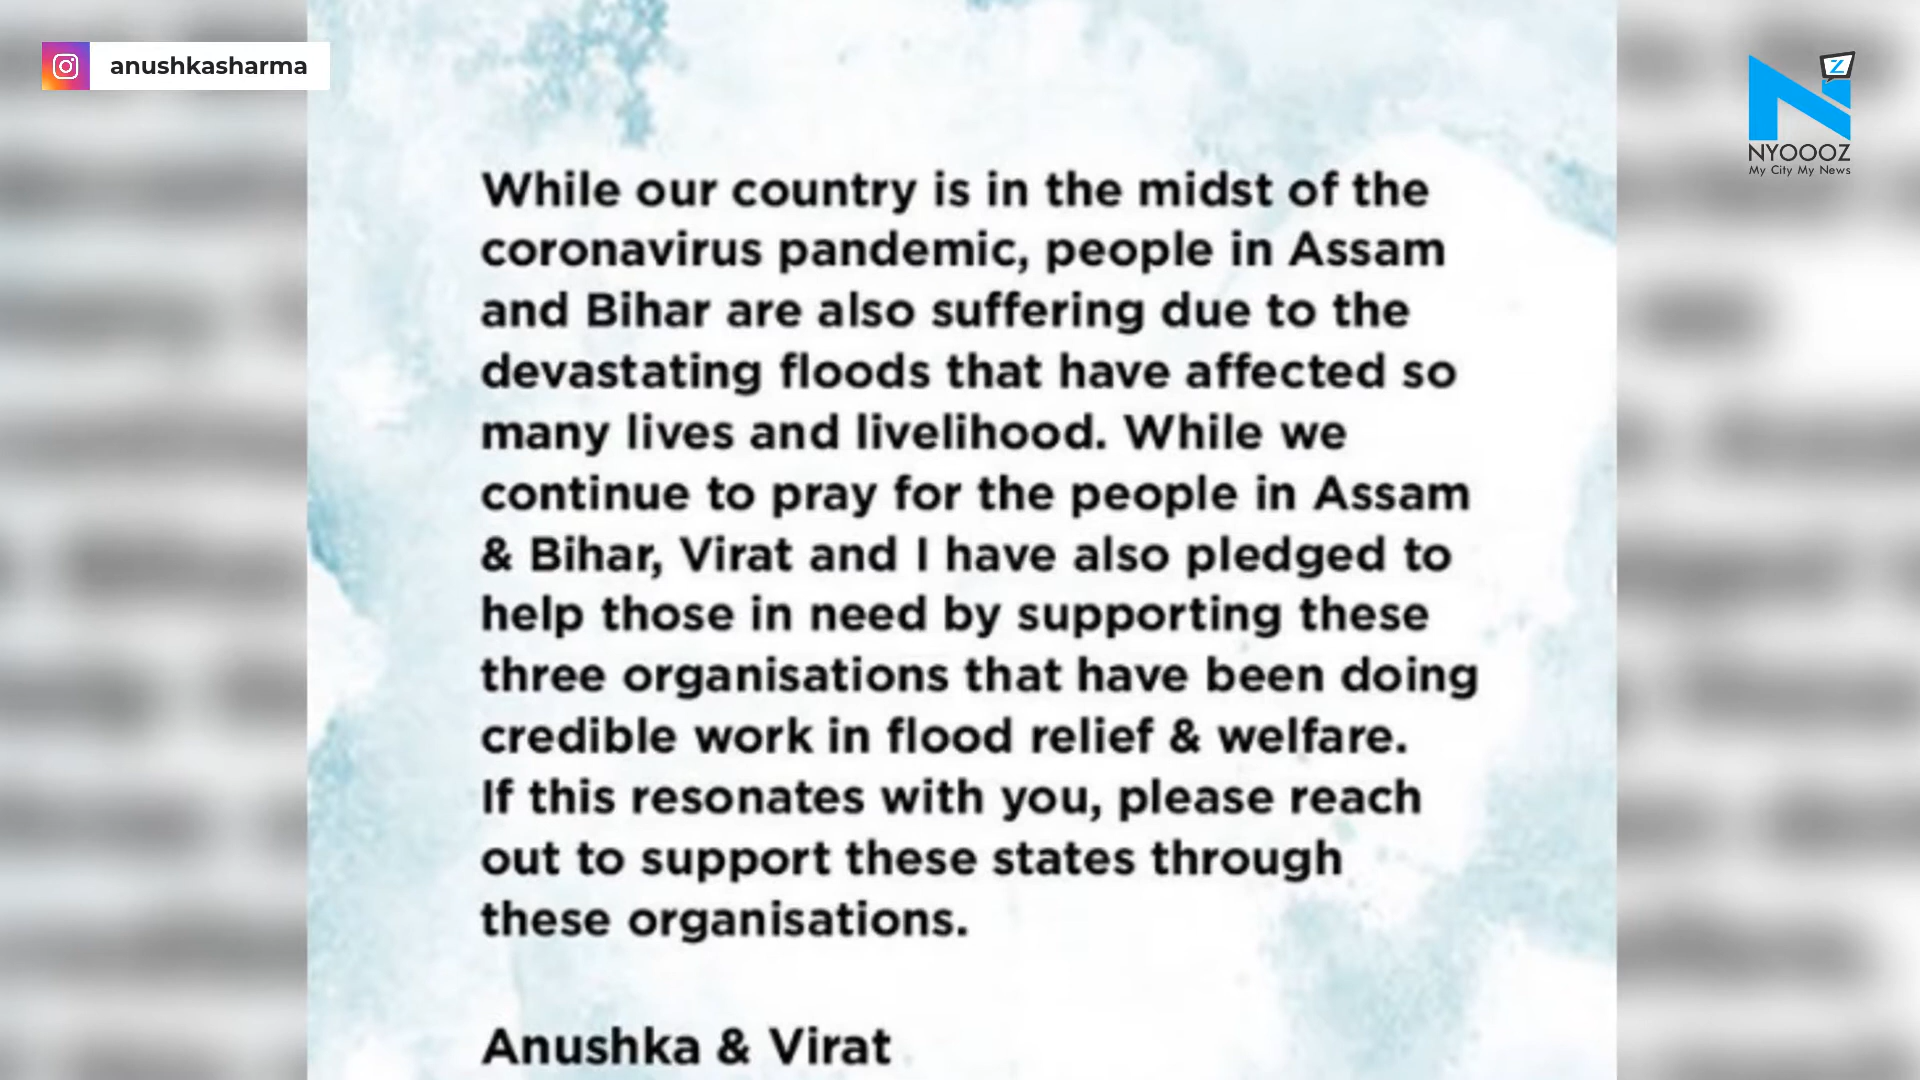 anushkasharma
Z
NYOOOZ
My City My News
While our country is in the midst of the
coronavirus pandemic, people in Assam
and Bihar are also suffering due to the
devastating floods that have affected so
many lives and livelihood. While we
continue to pray for the people in Assam
& Bihar, Virat and I have also pledged to
help those in need by supporting these
three organisations that have been doing
credible work in flood relief & welfare.
If this resonates with you, please reach
out to support these states through
these organisations.
Anushka & Virat